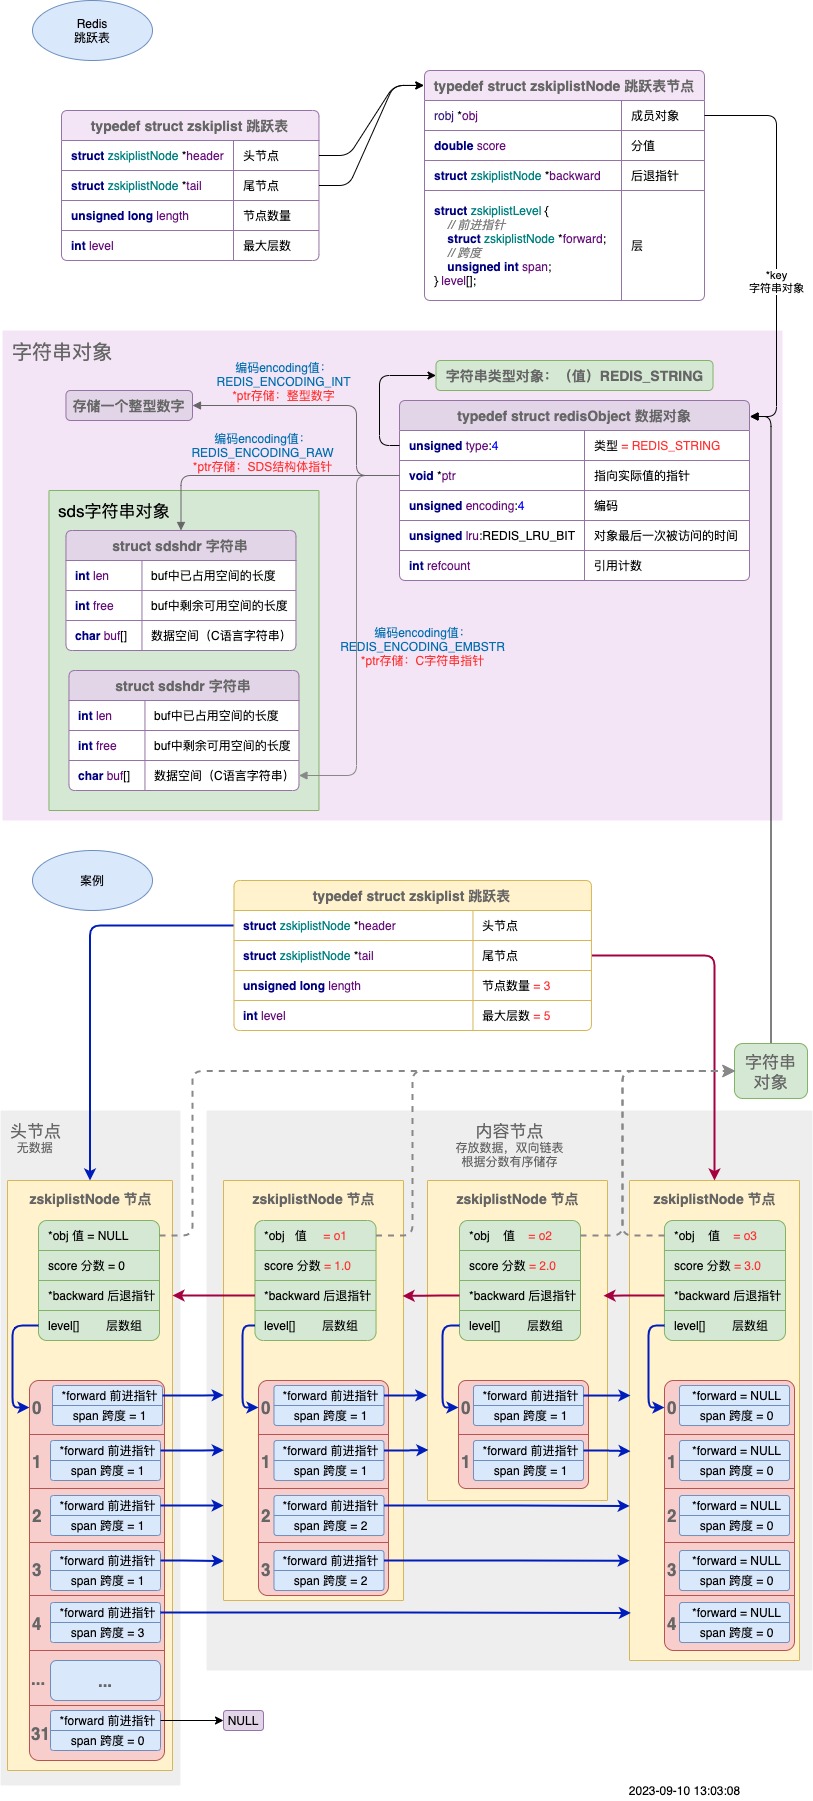 Redis
跳跃表
typedef struct zskiplist 跳跃表
struct zskiplistNode *header 头节点
struct zskiplistNode *tail 尾节点
unsigned long length 节点数量
int level 最大层数
typedef struct zskiplistNode 跳跃表节点
robj *obj 成员对象
double score 分值
struct zskiplistNode *backward 后退指针
struct zskiplistLevel {
// 前进指针
struct zskiplistNode *forward;
// 跨度
unsigned int span;
} level[];
层
*key
字符串对象
字符串对象
编码encoding值：
REDIS_ENCODING_INT
*ptr存储：整型数字
存储一个整型数字
字符串类型对象：（值）REDIS_STRING
typedef struct redisObject 数据对象
unsigned type:4 类型 = REDIS_STRING
void *ptr 指向实际值的指针
unsigned encoding:4 编码
unsigned lru:REDIS_LRU_BIT 对象最后一次被访问的时间
int refcount 引用计数
编码encoding值：
REDIS_ENCODING_RAW
*ptr存储：SDS结构体指针
sds字符串对象
struct sdshdr 字符串
int len buf中已占用空间的长度
int free buf中剩余可用空间的长度
char buf[] 数据空间（C语言字符串）
编码encoding值：
REDIS_ENCODING_EMBSTR
*ptr存储：C字符串指针
struct sdshdr 字符串
int len buf中已占用空间的长度
int free buf中剩余可用空间的长度
char buf[] 数据空间（C语言字符串）
案例
typedef struct zskiplist 跳跃表
struct zskiplistNode *header 头节点
struct zskiplistNode *tail 尾节点
unsigned long length 节点数量 = 3
int level 最大层数 = 5
字符串
对象
头节点
无数据
内容节点
存放数据，双向链表
根据分数有序储存
zskiplistNode 节点
*obj 值 = NULL
score 分数 = 0
*backward 后退指针
level[] 层数组
0
*forward 前进指针
span 跨度 = 1
1
*forward 前进指针
span 跨度 = 1
2
*forward 前进指针
span 跨度 = 1
3
*forward 前进指针
span 跨度 = 1
4
*forward 前进指针
span 跨度 = 3
...
...
31
*forward 前进指针
span 跨度 = 0
NULL
zskiplistNode 节点
*obj 值 = o1
score 分数 = 1.0
*backward 后退指针
level[] 层数组
0
*forward 前进指针
span 跨度 = 1
1
*forward 前进指针
span 跨度 = 1
2
*forward 前进指针
span 跨度 = 2
3
*forward 前进指针
span 跨度 = 2
zskiplistNode 节点
*obj 值 = o2
score 分数 = 2.0
*backward 后退指针
level[] 层数组
0
*forward 前进指针
span 跨度 = 1
1
*forward 前进指针
span 跨度 = 1
zskiplistNode 节点
*obj 值 = o3
score 分数 = 3.0
*backward 后退指针
level[] 层数组
0
*forward = NULL
span 跨度 = 0
1
*forward = NULL
span 跨度 = 0
2
*forward = NULL
span 跨度 = 0
3
*forward = NULL
span 跨度 = 0
4
*forward = NULL
span 跨度 = 0
2023-09-10 13:03:08